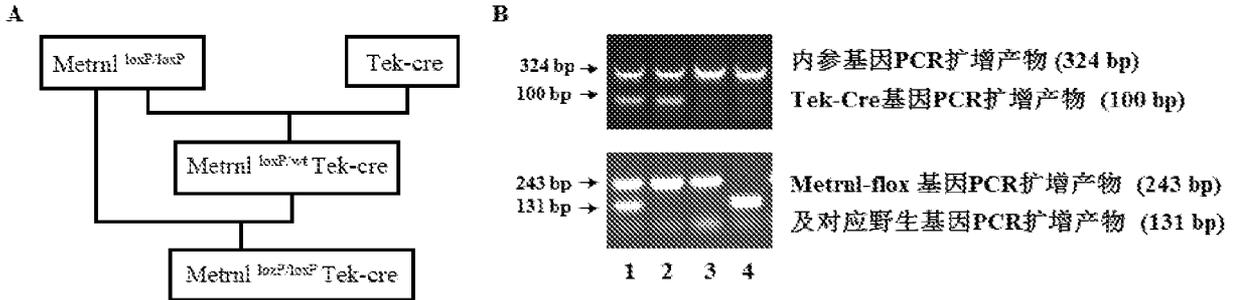 A
Metrnl loxP/loxP
Tek-cre
Metrnl loxP/wt Tek-cre
Metrnl loxP/loxP Tek-cre
B
324 bp →
100 bp →
内参基因PCR扩增产物 (324 bp)
Tek-Cre基因PCR扩增产物 (100 bp)
243 bp →
131 bp →
Metrnl-flox 基因PCR扩增产物 (243 bp)
及对应野生基因PCR扩增产物 (131 bp)
1 2 3 4